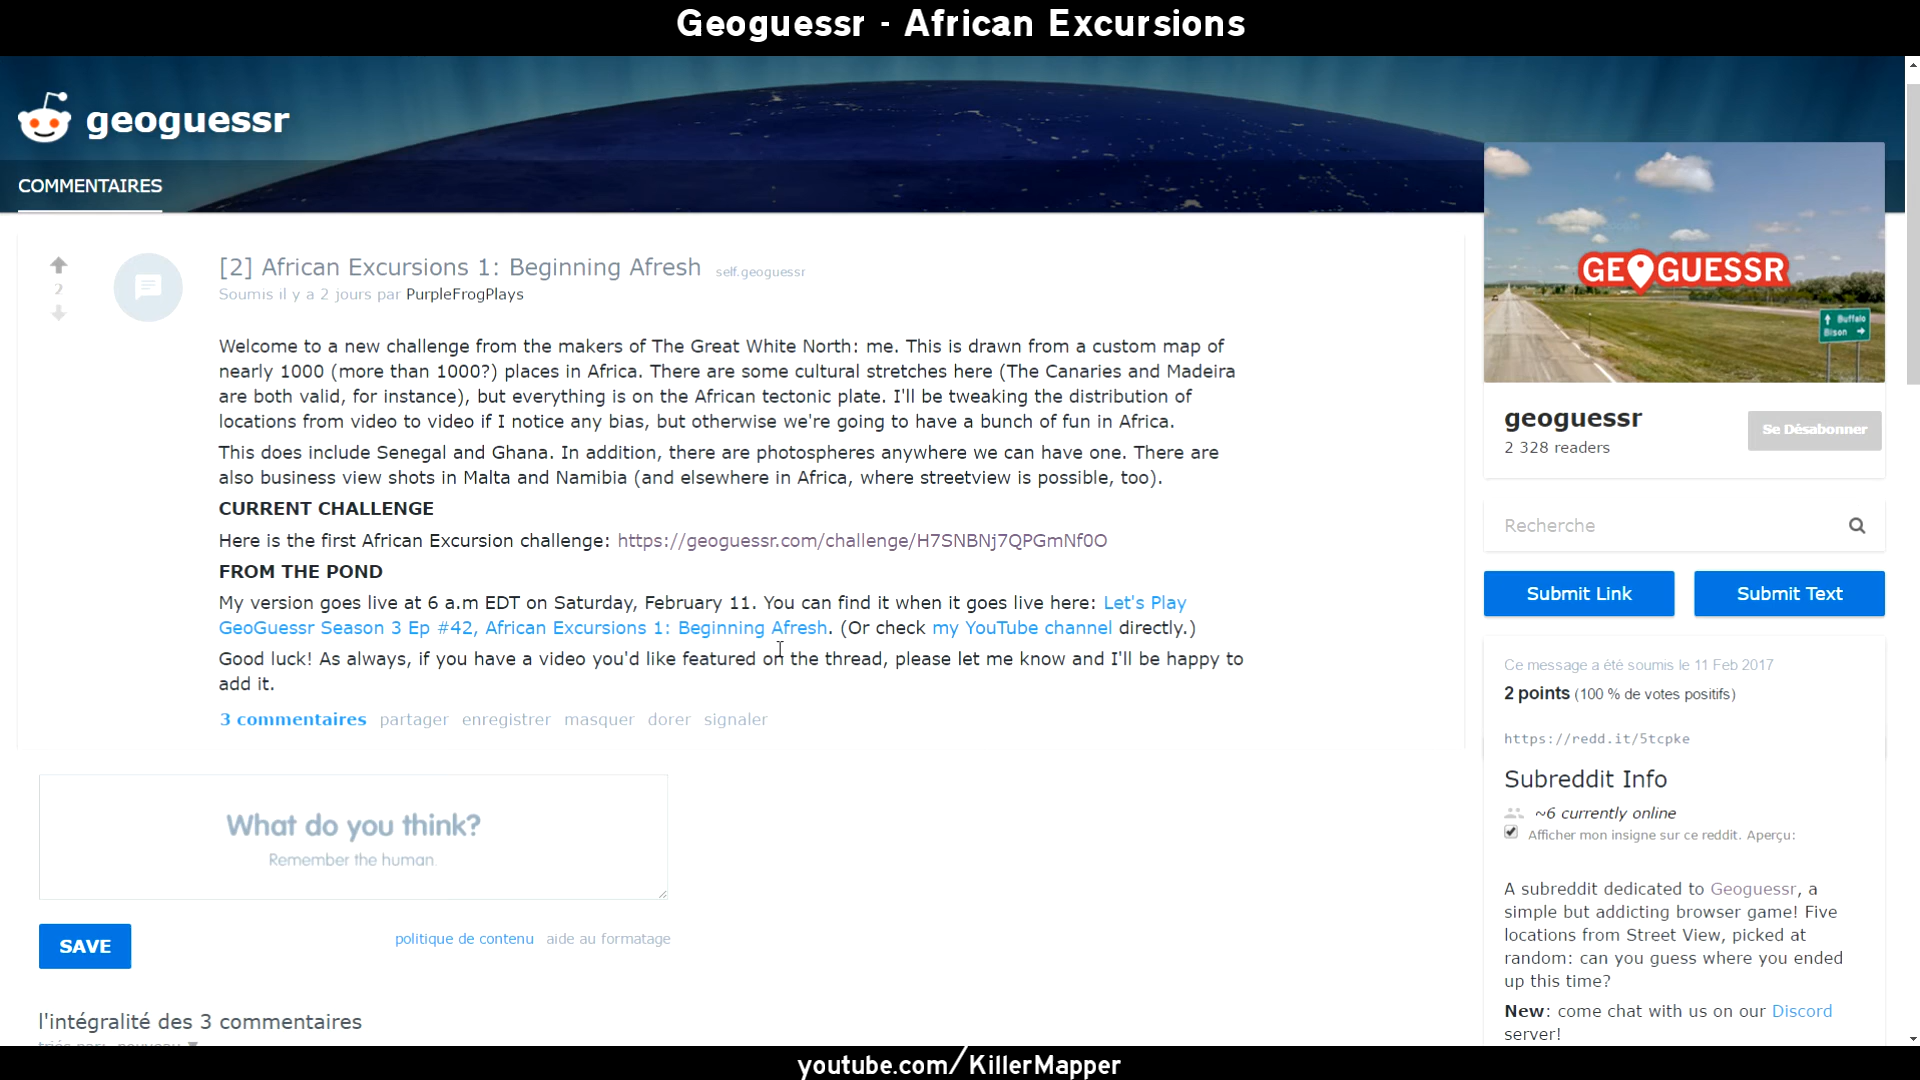 Geoguessr - African Excursions
geoguessr
COMMENTAIRES
2
[2] African Excursions 1: Beginning Afresh self.geoguessr
Soumis il y a 2 jours par PurpleFrogPlays
Welcome to a new challenge from the makers of The Great White North: me. This is drawn from a custom map of
nearly 1000 (more than 1000?) places in Africa. There are some cultural stretches here (The Canaries and Madeira
are both valid, for instance), but everything is on the African tectonic plate. I'll be tweaking the distribution of
locations from video to video if I notice any bias, but otherwise we're going to have a bunch of fun in Africa.
This does include Senegal and Ghana. In addition, there are photospheres anywhere we can have one. There are
also business view shots in Malta and Namibia (and elsewhere in Africa, where streetview is possible, too).
CURRENT CHALLENGE
Here is the first African Excursion challenge: https://geoguessr.com/challenge/H7SNBNj7QPGmNf0O
FROM THE POND
My version goes live at 6 a.m EDT on Saturday, February 11. You can find it when it goes live here: Let's Play
GeoGuessr Season 3 Ep #42, African Excursions 1: Beginning Afresh. (Or check my YouTube channel directly.)
Good luck! As always, if you have a video you'd like featured on the thread, please let me know and I'll be happy to
add it.
3 commentaires partager enregistrer masquer dorer signaler
What do you think?
Remember the human.
SAVE
politique de contenu aide au formatage
l'intégralité des 3 commentaires
triés par: nouveau ▼
GEOGUESSR
Buffalo
Bison
geoguessr
2 328 readers
Se Désabonner
Recherche
Submit Link
Submit Text
Ce message a été soumis le 11 Feb 2017
2 points (100 % de votes positifs)
https://redd.it/5tcpke
Subreddit Info
~6 currently online
Afficher mon insigne sur ce reddit. Aperçu:
A subreddit dedicated to Geoguessr, a
simple but addicting browser game! Five
locations from Street View, picked at
random: can you guess where you ended
up this time?
New: come chat with us on our Discord
server!
youtube.com/KillerMapper